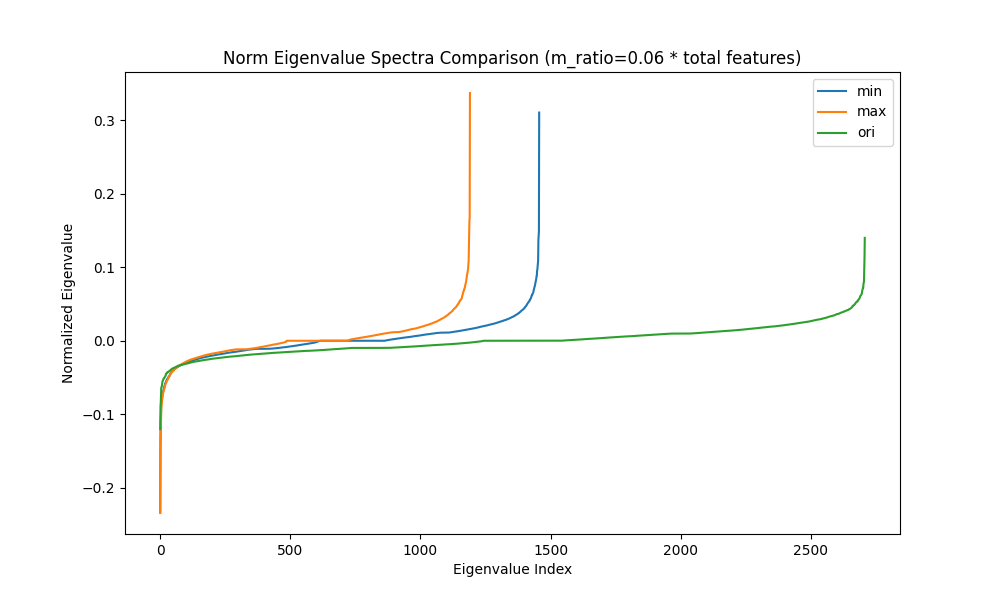 Norm Eigenvalue Spectra Comparison (m_ratio=0.06 * total features)
min
max
ori
Normalized Eigenvalue
0.3
0.2
0.1
0.0
−0.1
−0.2
0
500
1000
1500
2000
2500
Eigenvalue Index